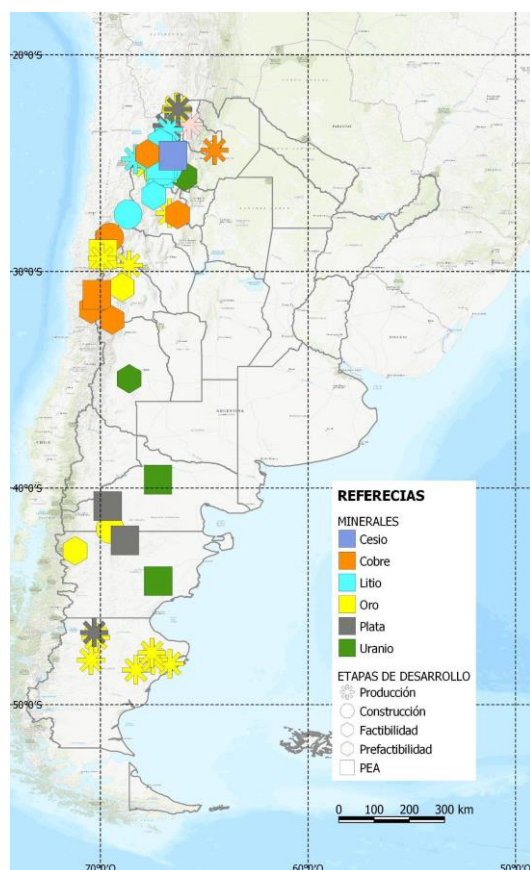 20°0'S
30°0'S
40°0'S
REFERECIAS
MINERALES
Cesio
Cobre
Litio
Oro
Plata
Uranio
ETAPAS DE DESARROLLO
Producción
Construcción
Factibilidad
Prefactibilidad
PEA
50°0'S
0 100 200 300 km
70°0'S 60°0'S 50°0'S